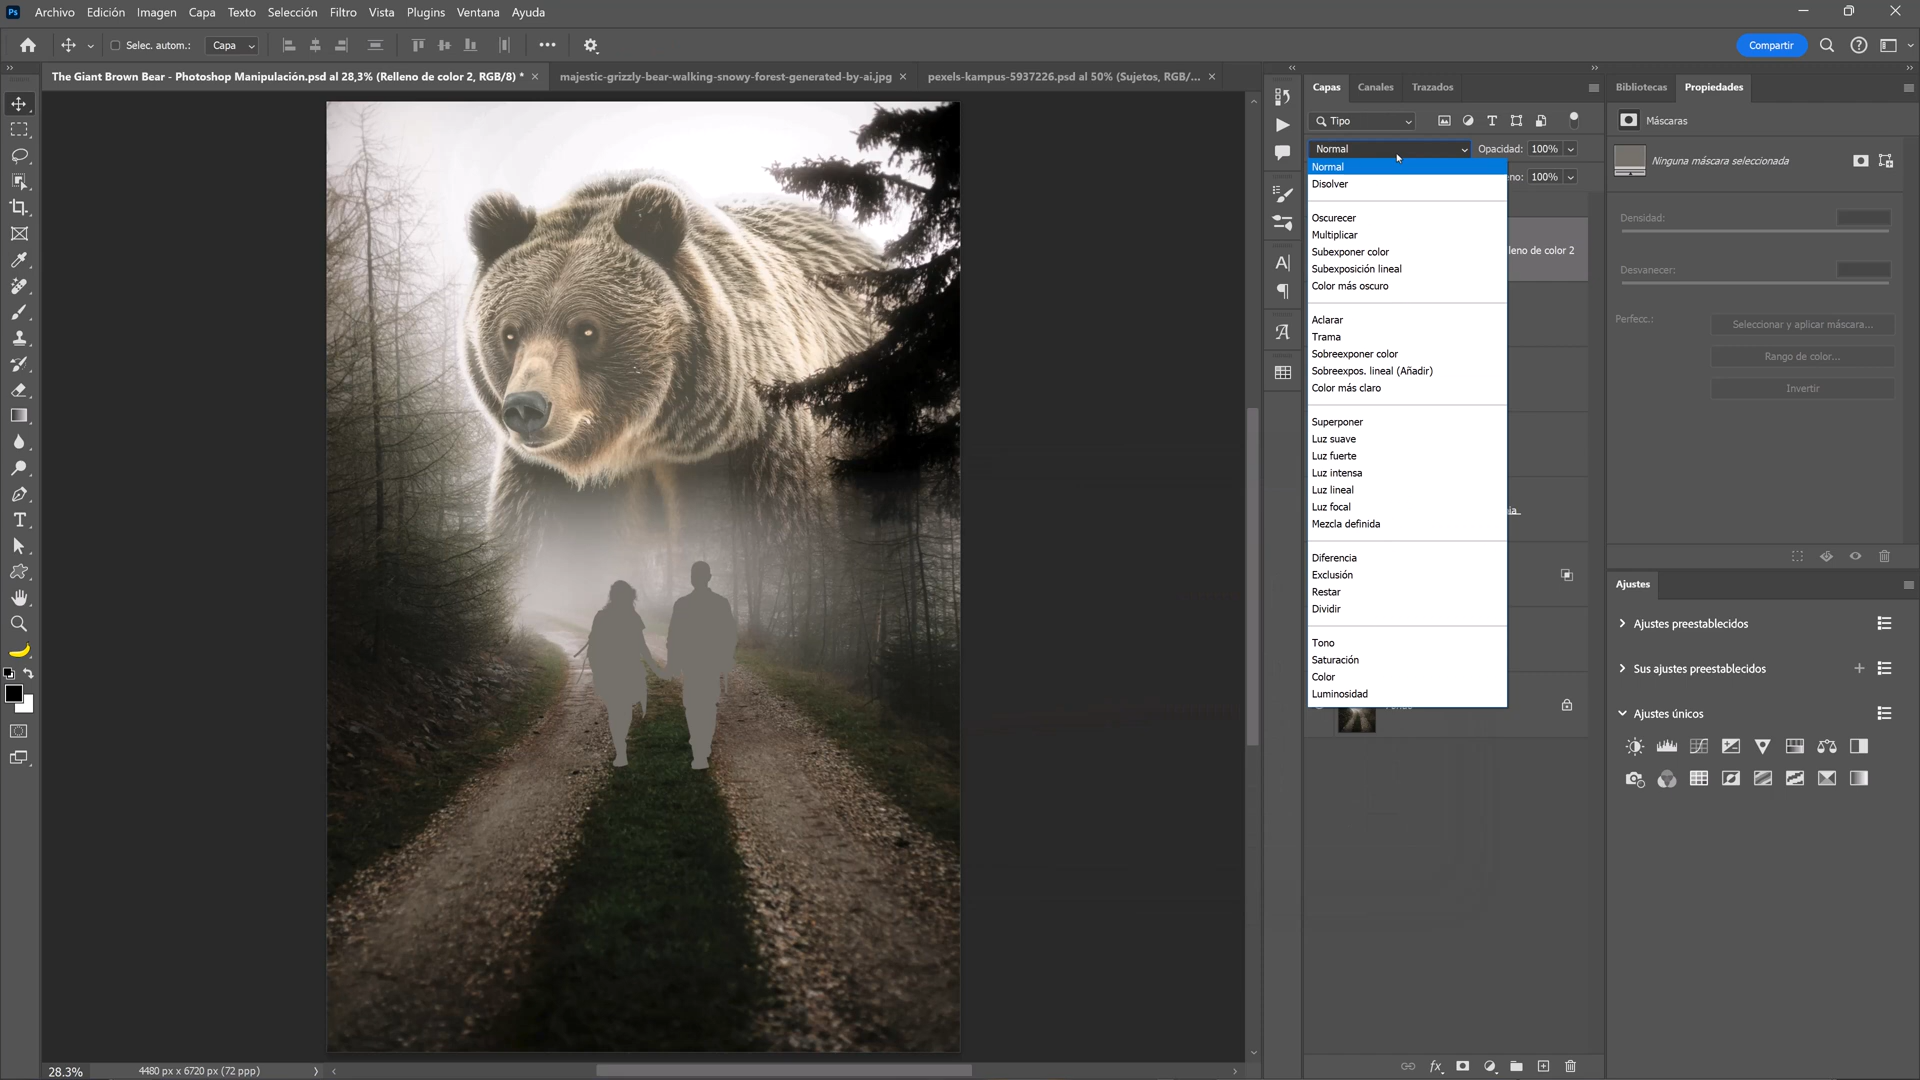 Ps Archivo Edición Imagen Capa Texto Selección Filtro Vista Plugins Ventana Ayuda
Selec. autom.: Capa Compartir
The Giant Brown Bear - Photoshop Manipulación.psd al 28,3% (Relleno de color 2, RGB/8) * majestic-grizzly-bear-walking-snowy-forest-generated-by-ai.jpg pexels-kampus-5937226.psd al 50% (Sujetos, RGB/...
Capas Canales Trazados
Bibliotecas Propiedades
Tipo
Máscaras
Normal Opacidad: 100%
Ninguna máscara seleccionada
Normal
eno: 100%
Disolver
Oscurecer
Densidad:
Multiplicar
Subexponer color
leno de color 2
Subexposición lineal
Desvanecer:
Color más oscuro
Aclarar
Perfecc.: Seleccionar y aplicar máscara...
Trama
Sobreexponer color
Rango de color...
Sobreexpos. lineal (Añadir)
Color más claro
Invertir
Superponer
Luz suave
Luz fuerte
Luz intensa
Luz lineal
Luz focal
Mezcla definida
Diferencia
Exclusión
Restar
Dividir
Ajustes
Ajustes preestablecidos
Tono
Saturación
Sus ajustes preestablecidos
Color
Luminosidad
Ajustes únicos
28.3% 4480 px x 6720 px (72 ppp)